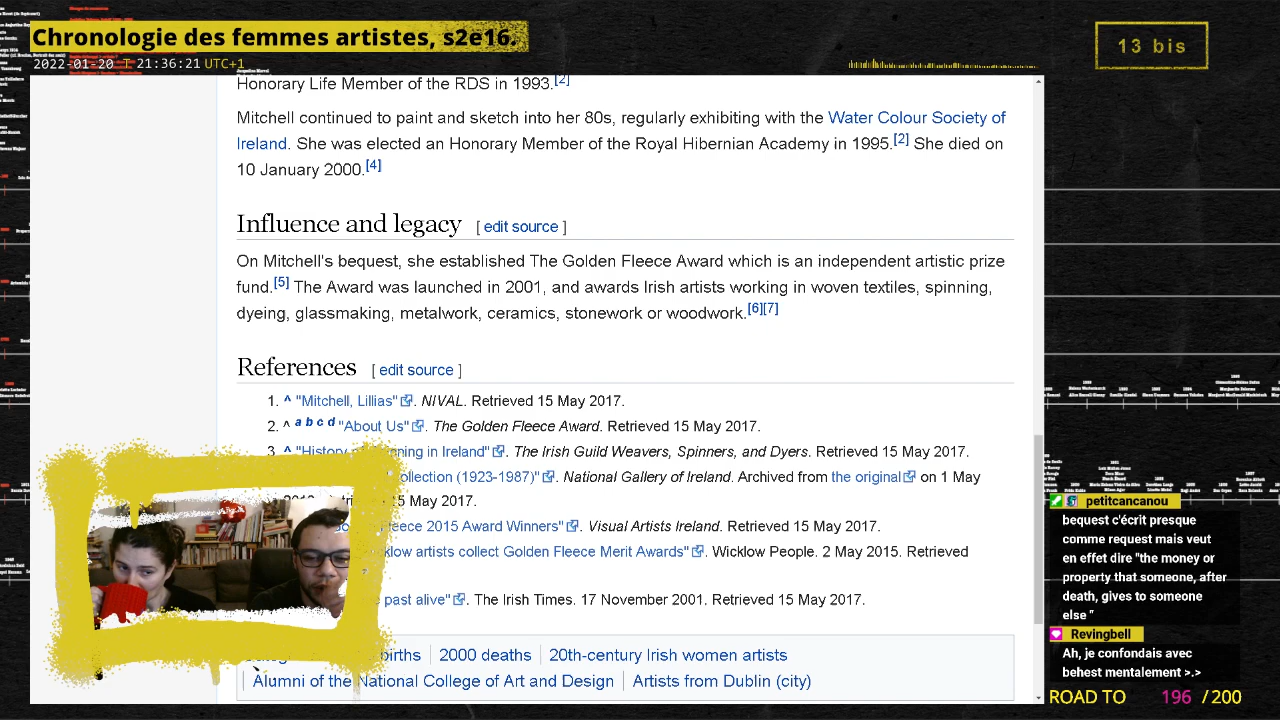 Chronologie des femmes artistes, s2e16.
2022-01-20 T 21:36:21 UTC+1
13 bis
Honorary Life Member of the RDS in 1993.[2]
Mitchell continued to paint and sketch into her 80s, regularly exhibiting with the Water Colour Society of
Ireland. She was elected an Honorary Member of the Royal Hibernian Academy in 1995.[2] She died on
10 January 2000.[4]
Influence and legacy [ edit source ]
On Mitchell's bequest, she established The Golden Fleece Award which is an independent artistic prize
fund.[5] The Award was launched in 2001, and awards Irish artists working in woven textiles, spinning,
dyeing, glassmaking, metalwork, ceramics, stonework or woodwork.[6][7]
References [ edit source ]
1. ^ "Mitchell, Lillias". NIVAL. Retrieved 15 May 2017.
2. ^ a b c d "About Us". The Golden Fleece Award. Retrieved 15 May 2017.
3. ^ "History ning in Ireland". The Irish Guild Weavers, Spinners, and Dyers. Retrieved 15 May 2017.
ollection (1923-1987)". National Gallery of Ireland. Archived from the original on 1 May
5 May 2017.
leece 2015 Award Winners". Visual Artists Ireland. Retrieved 15 May 2017.
klow artists collect Golden Fleece Merit Awards". Wicklow People. 2 May 2015. Retrieved
e past alive". The Irish Times. 17 November 2001. Retrieved 15 May 2017.
births | 2000 deaths | 20th-century Irish women artists
Alumni of the National College of Art and Design | Artists from Dublin (city)
petitcancanou
bequest c'écrit presque
comme request mais veut
en effet dire "the money or
property that someone, after
death, gives to someone
else "
Revingbell
Ah, je confondais avec
behest mentalement >.>
ROAD TO 196 / 200